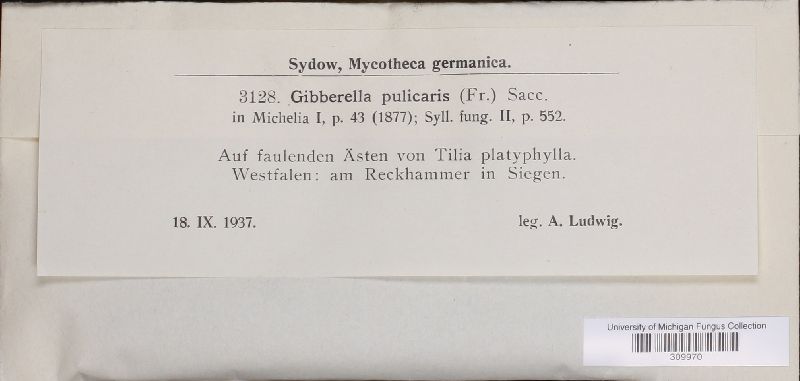 Sydow, Mycotheca germanica.
3128. Gibberella pulicaris (Fr.) Sacc.
in Michelia I, p. 43 (1877); Syll. fung. II, p. 552.
Auf faulenden Ästen von Tilia platyphylla.
Westfalen: am Reckhammer in Siegen.
18. IX. 1937. leg. A. Ludwig.
University of Michigan Fungus Collection
309970